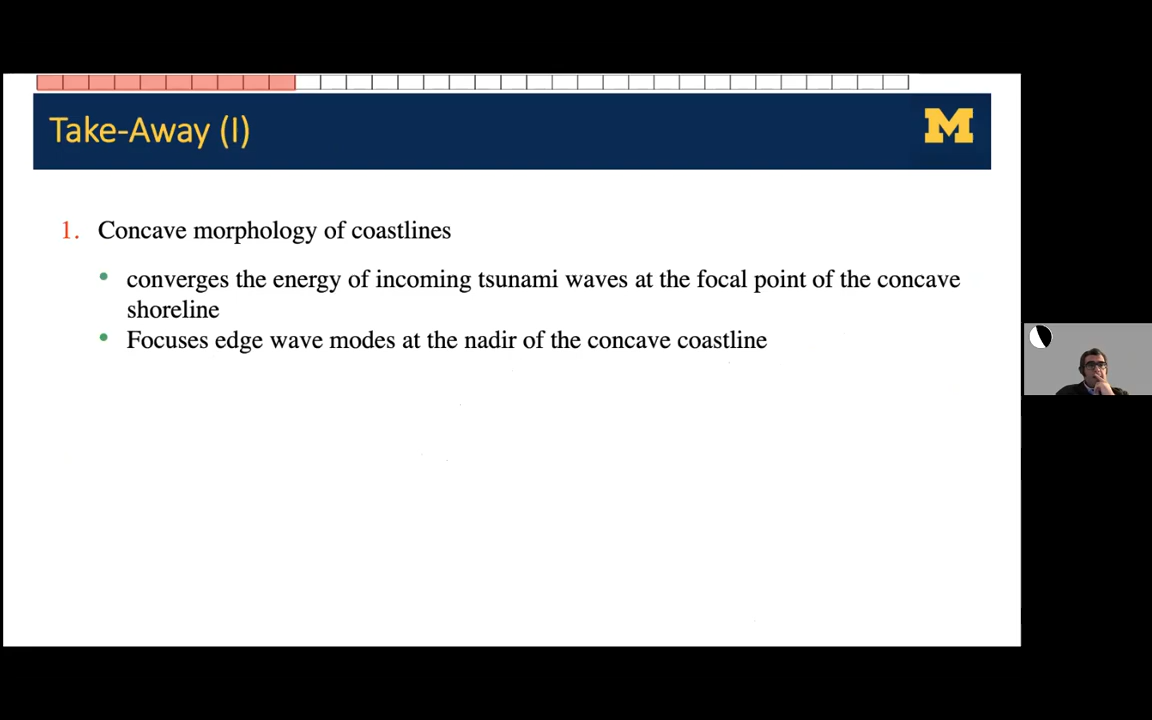 Take-Away (I)
M
1. Concave morphology of coastlines
• converges the energy of incoming tsunami waves at the focal point of the concave
shoreline
• Focuses edge wave modes at the nadir of the concave coastline